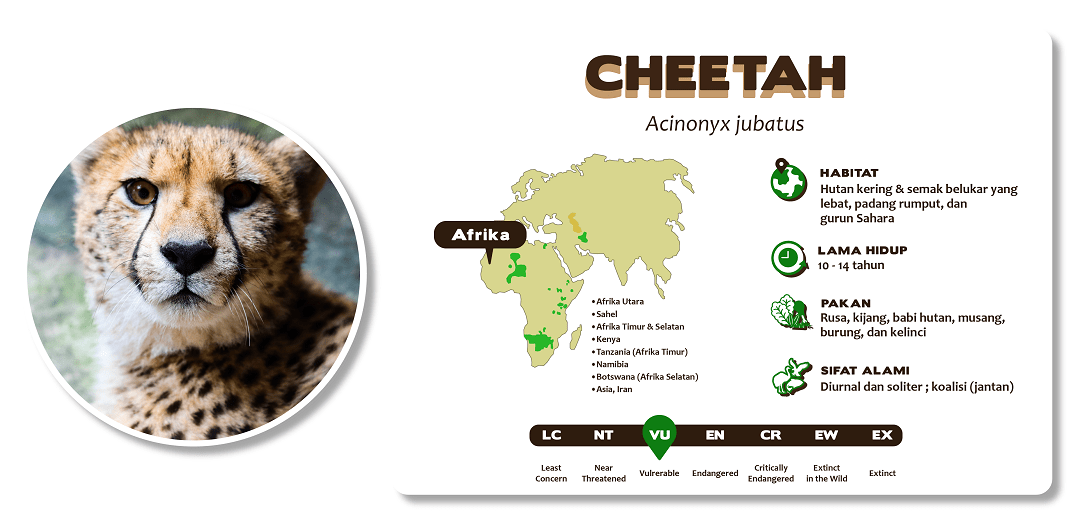 CHEETAH
Acinonyx jubatus
Afrika
•Afrika Utara
•Sahel
•Afrika Timur & Selatan
•Kenya
•Tanzania (Afrika Timur)
•Namibia
•Botswana (Afrika Selatan)
•Asia, Iran
HABITAT
Hutan kering & semak belukar yang
lebat, padang rumput, dan
gurun Sahara
LAMA HIDUP
10 - 14 tahun
PAKAN
Rusa, kijang, babi hutan, musang,
burung, dan kelinci
SIFAT ALAMI
Diurnal dan soliter ; koalisi (jantan)
LC NT VU EN CR EW EX
Least Near Vulrerable Endangered Critically Extinct Extinct
Concern Threatened Endangered in the Wild